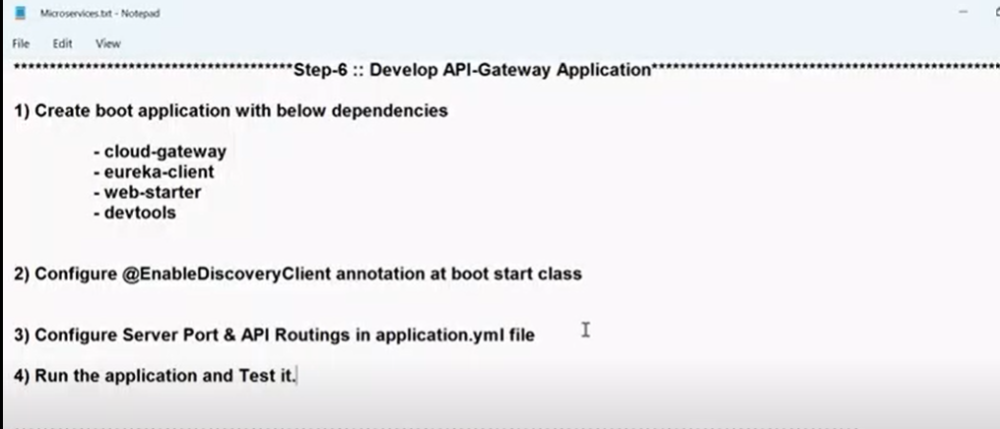 Microservices.txt - Notepad
File Edit View
**************************************Step-6 :: Develop API-Gateway Application************************************************
1) Create boot application with below dependencies
- cloud-gateway
- eureka-client
- web-starter
- devtools
2) Configure @EnableDiscoveryClient annotation at boot start class
3) Configure Server Port & API Routings in application.yml file
4) Run the application and Test it.